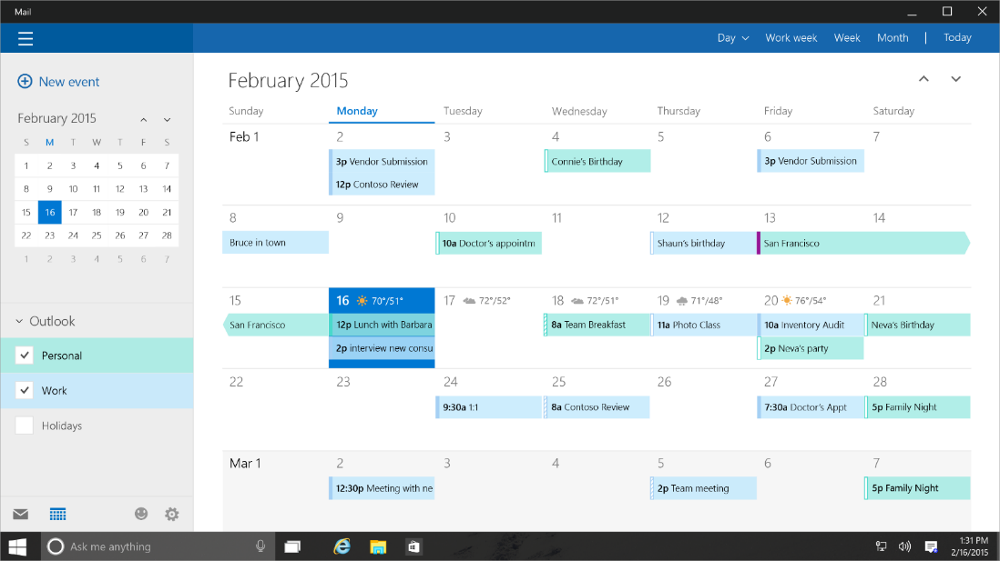 Mail
Day Work week Week Month | Today
New event
February 2015
S M T W T F S
1 2 3 4 5 6 7
8 9 10 11 12 13 14
15 16 17 18 19 20 21
22 23 24 25 26 27 28
1 2 3 4 5 6 7
Outlook
Personal
Work
Holidays
February 2015
Sunday Monday Tuesday Wednesday Thursday Friday Saturday
Feb 1 2 3 4 5 6 7
3p Vendor Submission Connie's Birthday 3p Vendor Submission
12p Contoso Review
8 9 10 11 12 13 14
Bruce in town 10a Doctor's appointm Shaun's birthday San Francisco
15 16 70°/51° 17 72°/52° 18 72°/51° 19 71°/48° 20 76°/54° 21
San Francisco 12p Lunch with Barbara 8a Team Breakfast 11a Photo Class 10a Inventory Audit Neva's Birthday
2p interview new consu 2p Neva's party
22 23 24 25 26 27 28
9:30a 1:1 8a Contoso Review 7:30a Doctor's Appt 5p Family Night
Mar 1 2 3 4 5 6 7
12:30p Meeting with ne 2p Team meeting 5p Family Night
Ask me anything
1:31 PM
2/16/2015